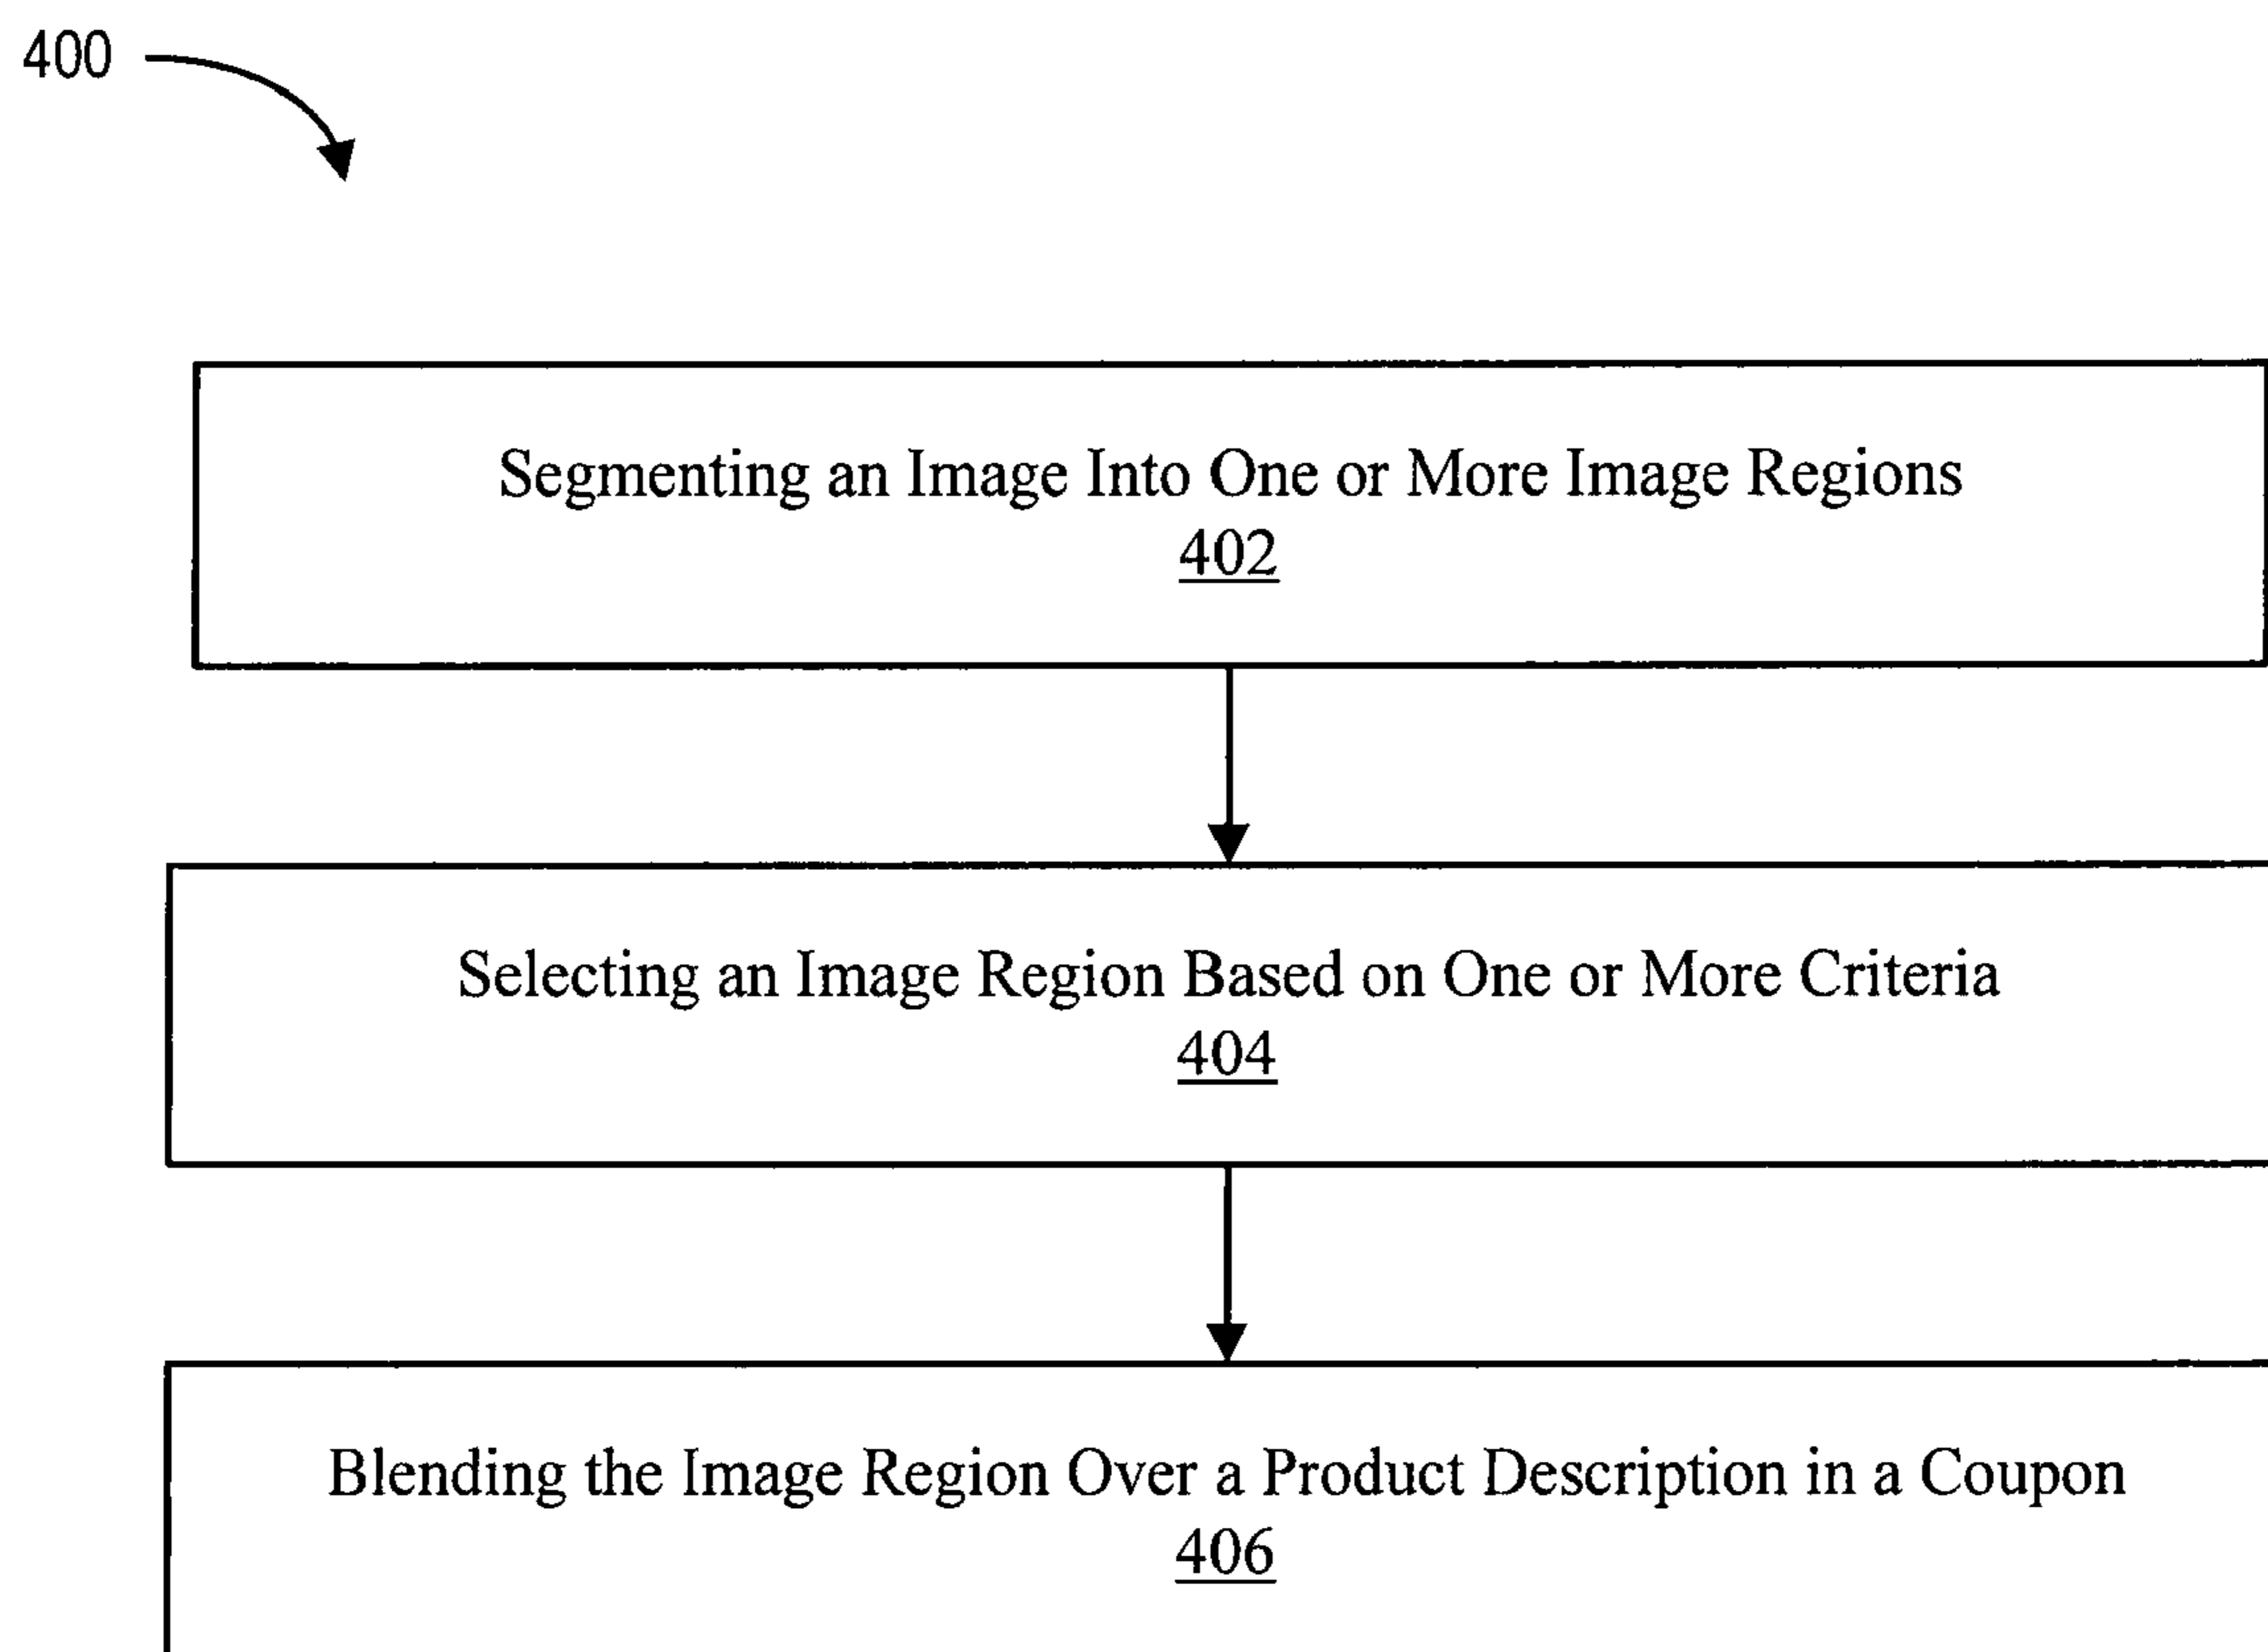 400
Segmenting an Image Into One or More Image Regions
402
Selecting an Image Region Based on One or More Criteria
404
Blending the Image Region Over a Product Description in a Coupon
406